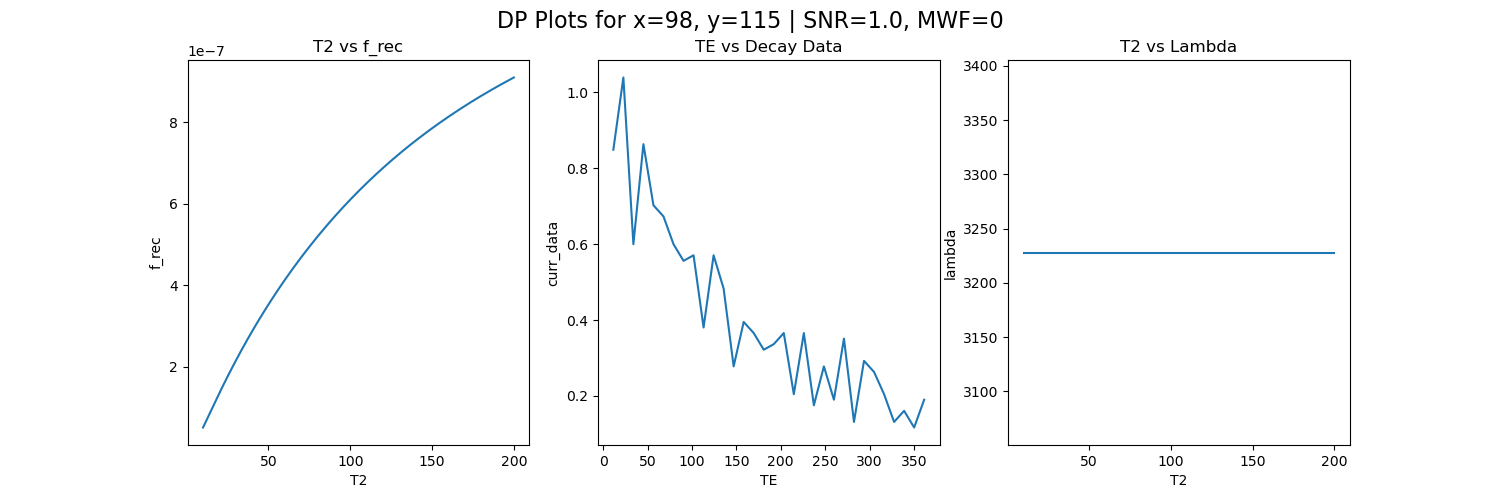 DP Plots for x=98, y=115 | SNR=1.0, MWF=0
T2 vs f_rec
1e−7
8
6
4
2
f_rec
50
100
150
200
T2
TE vs Decay Data
1.0
0.8
0.6
0.4
0.2
curr_data
0
50
100
150
200
250
300
350
TE
T2 vs Lambda
3400
3350
3300
3250
3200
3150
3100
lambda
50
100
150
200
T2